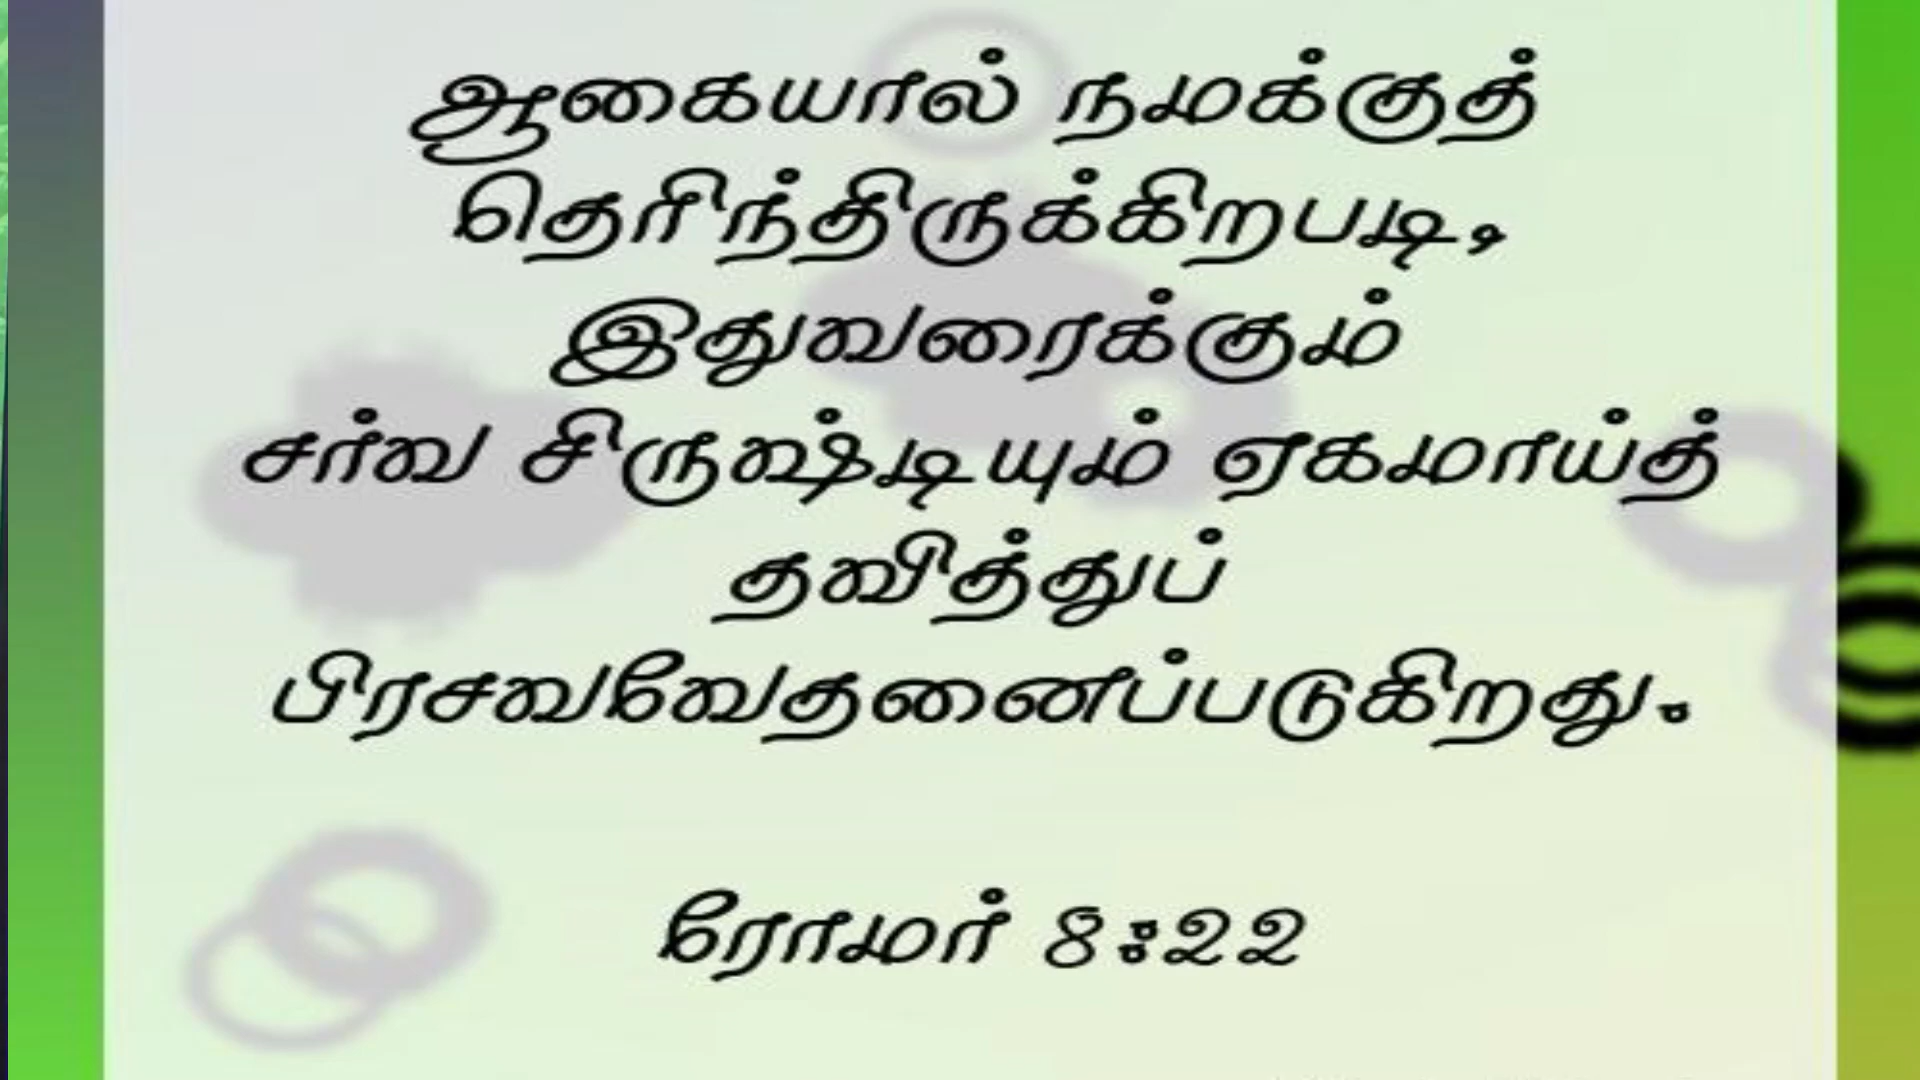 ஆகையால் நமக்குத்
தெரிந்திருக்கிறபடி,
இதுவரைக்கும்
சர்வ சிருஷ்டியும் ஏகமாய்த்
தவித்துப்
பிரசவவேதனைப்படுகிறது.
ரோமர் 8:22